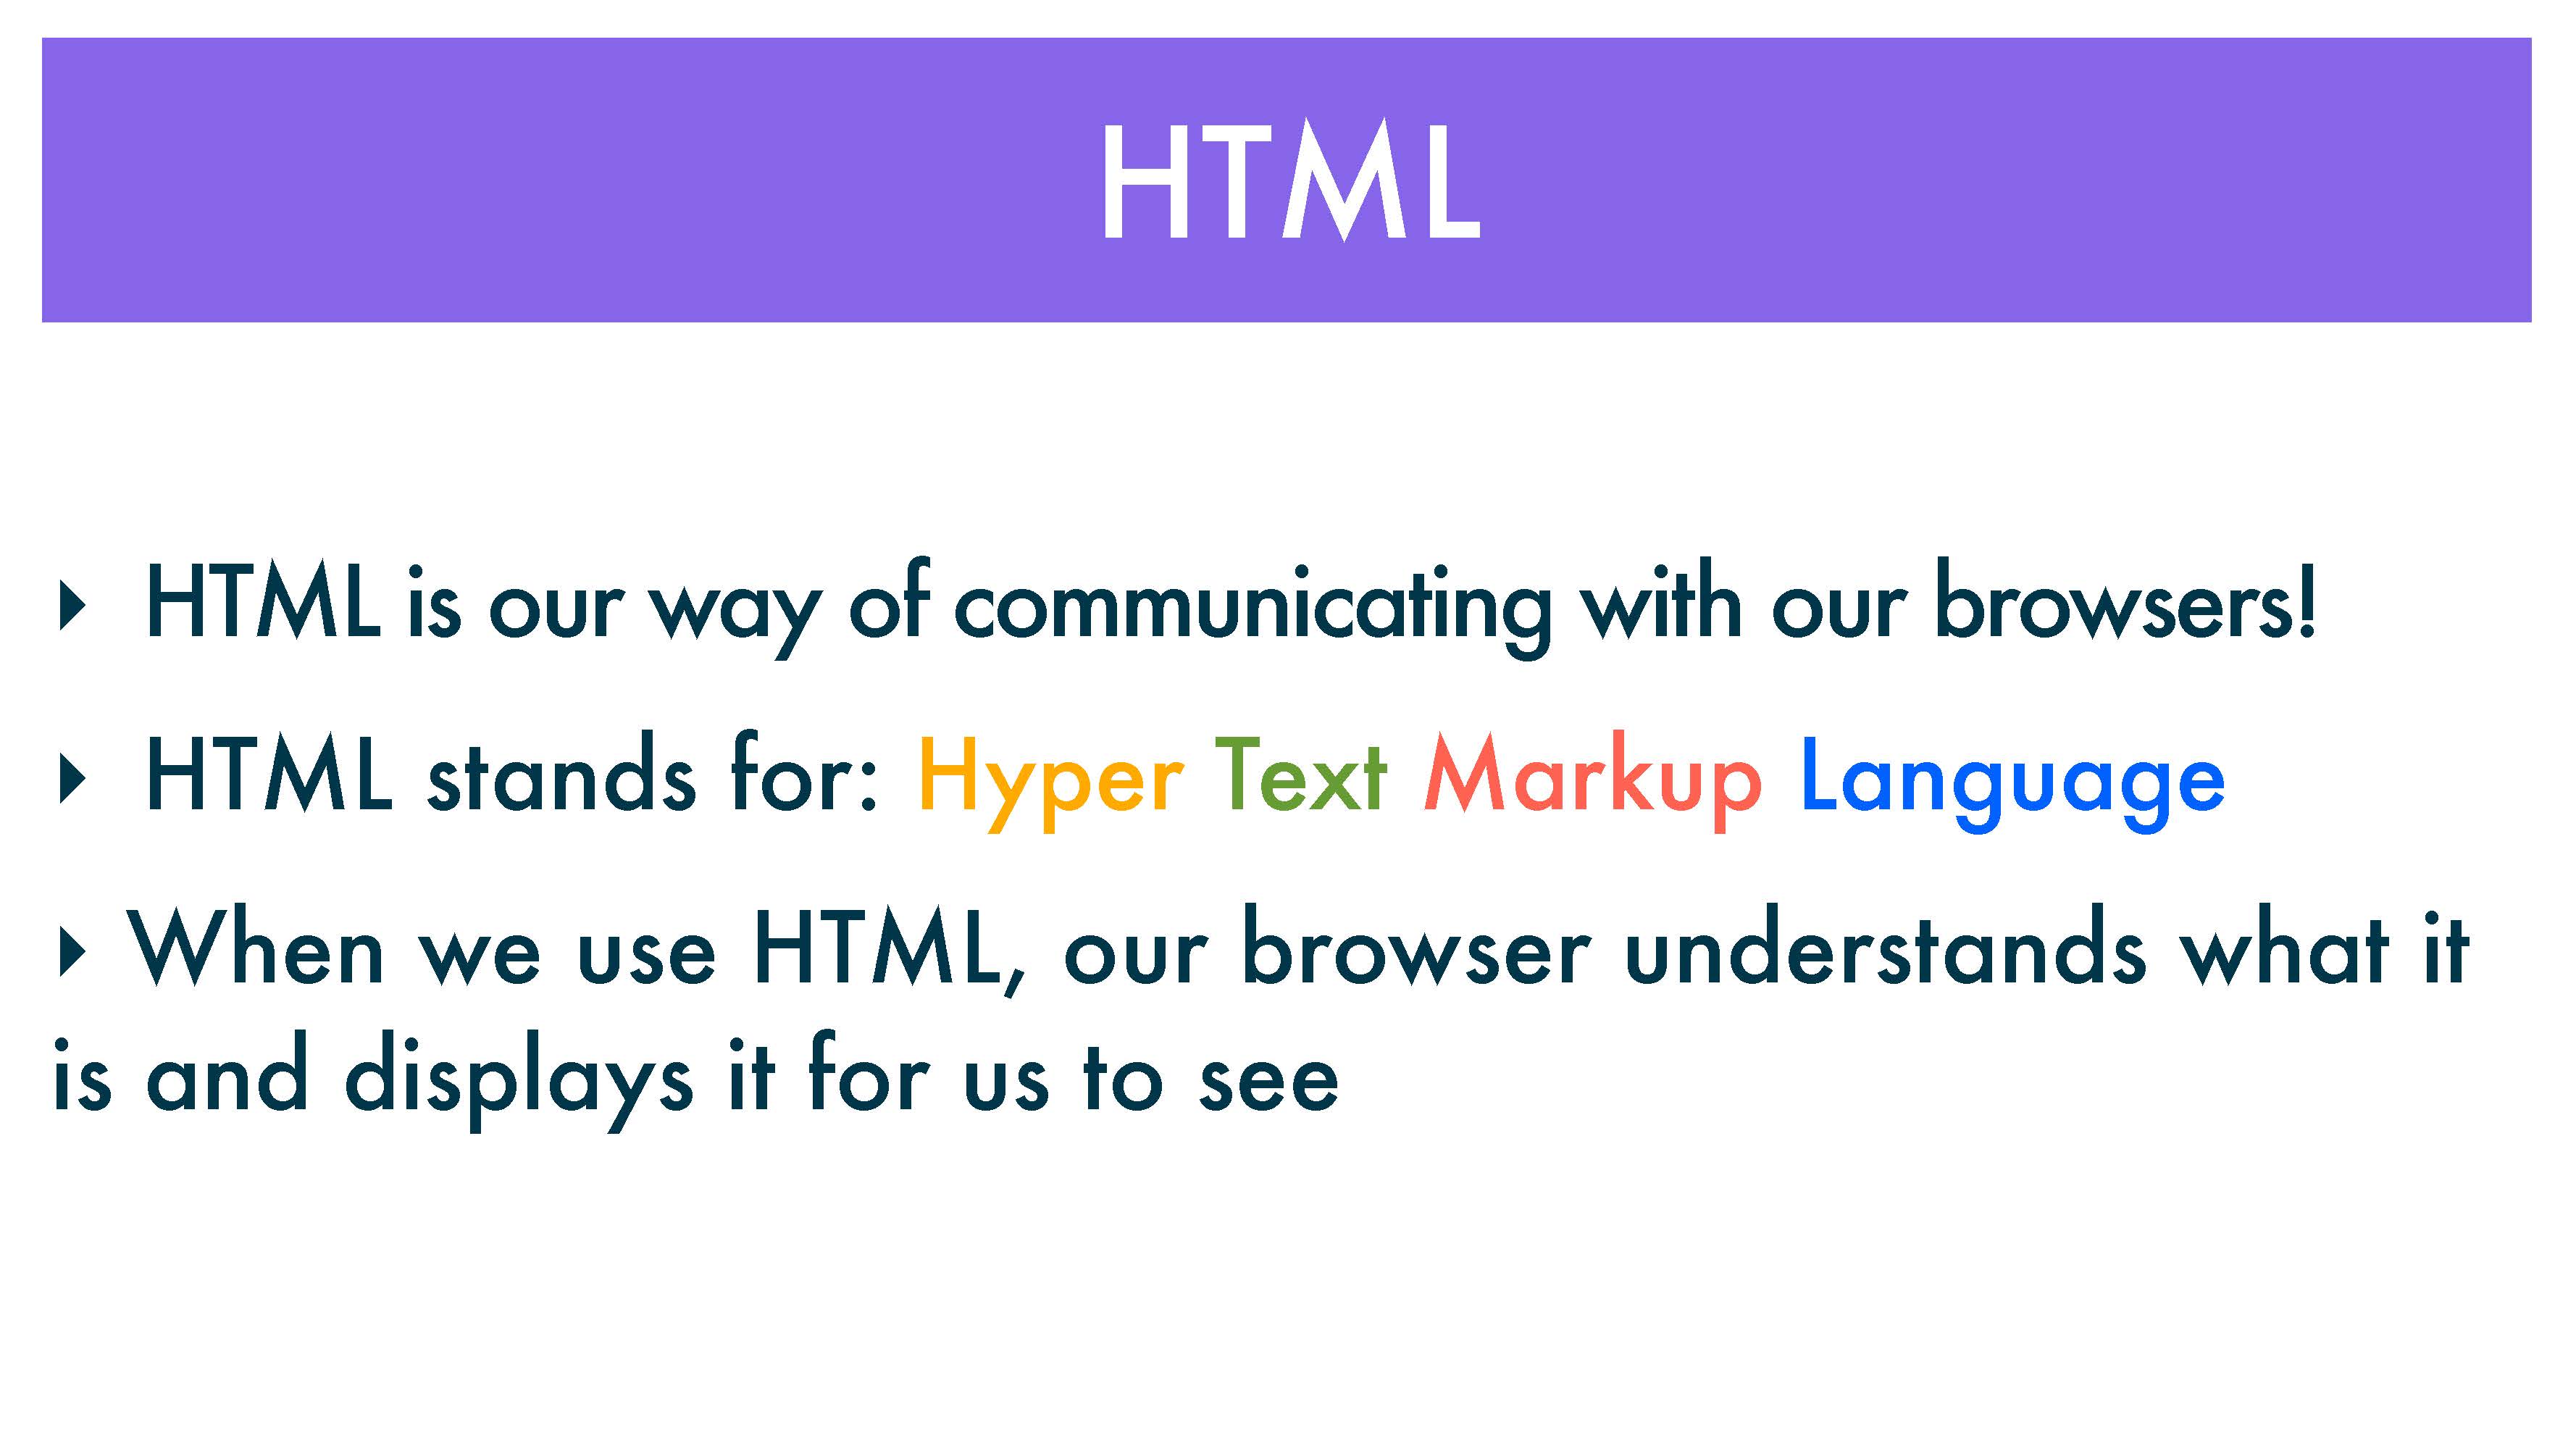 HTML
‣ HTML is our way of communicating with our browsers!
‣ HTML stands for: Hyper Text Markup Language
‣ When we use HTML, our browser understands what it
is and displays it for us to see